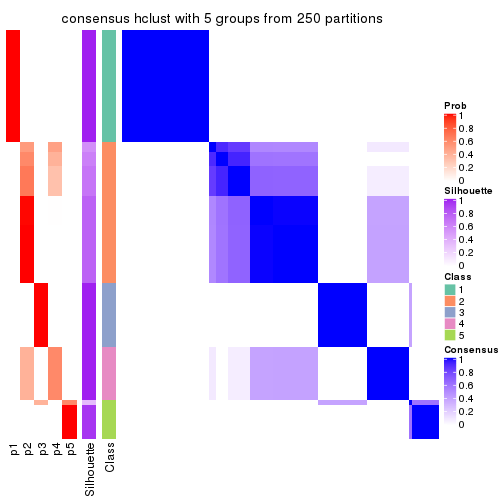 consensus hclust with 5 groups from 250 partitions
Prob
1
0.8
0.6
0.4
0.2
0
Silhouette
1
0.8
0.6
0.4
0.2
0
Class
1
2
3
4
5
Consensus
1
0.8
0.6
0.4
0.2
0
p1
p2
p3
p4
p5
Silhouette
Class